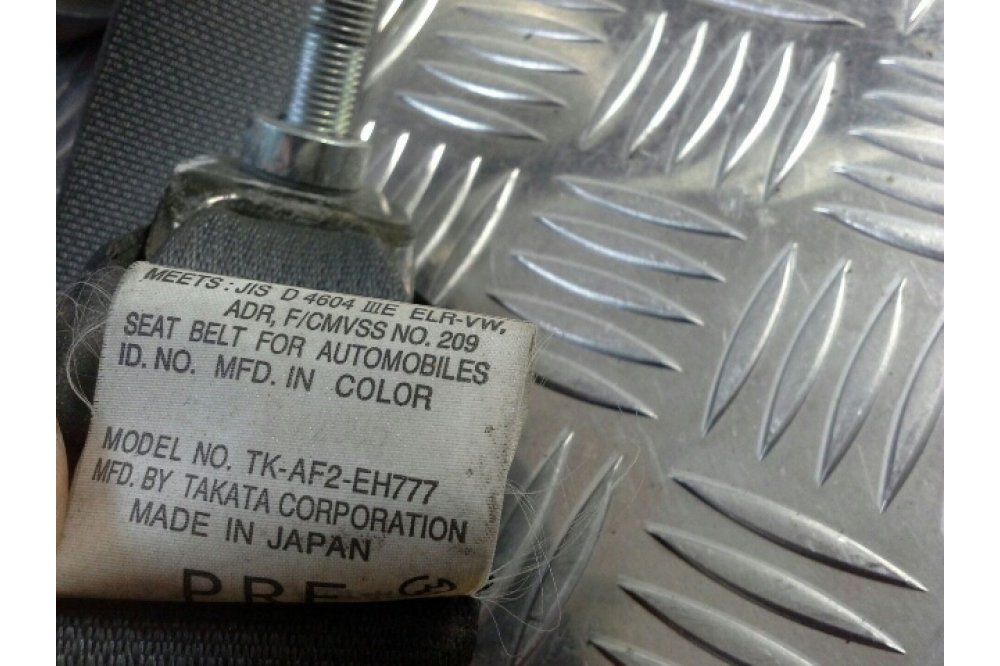 MEETS : JIS D 4604 ⅢE ELR-VW,
ADR, F/CMVSS NO. 209
SEAT BELT FOR AUTOMOBILES
ID. NO. MFD. IN COLOR
MODEL NO. TK-AF2-EH777
MFD. BY TAKATA CORPORATION
MADE IN JAPAN
PRE